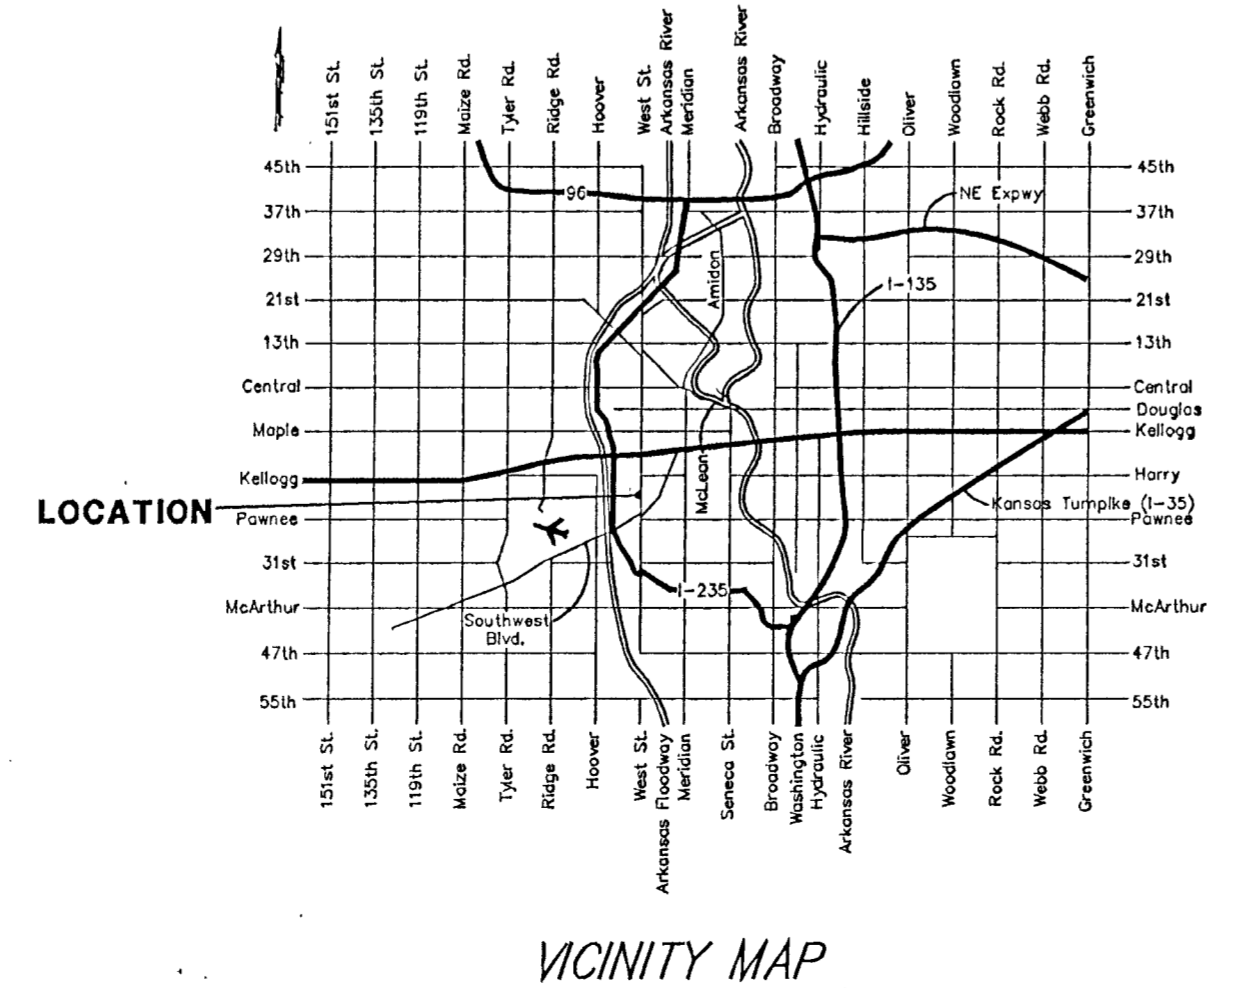 151st St.
135th St.
119th St.
Maize Rd.
Tyler Rd.
Ridge Rd.
Hoover
West St.
Arkansas River
Meridian
Arkansas River
Broadway
Hydraulic
Hillside
Oliver
Woodlawn
Rock Rd.
Webb Rd.
Greenwich
45th
45th
96
NE Expwy
37th
37th
29th
29th
Amidon
I-135
21st
21st
13th
13th
Central
Central
Douglas
Maple
Kellogg
McLean
Kellogg
Harry
LOCATION
Kansas Turnpike (I-35)
Pawnee
Pawnee
31st
31st
I-235
McArthur
McArthur
Southwest
Blvd.
47th
47th
55th
55th
151st St.
135th St.
119th St.
Maize Rd.
Tyler Rd.
Ridge Rd.
Hoover
West St.
Arkansas Floodway
Meridian
Seneca St.
Broadway
Washington
Hydraulic
Arkansas River
Oliver
Woodlawn
Rock Rd.
Webb Rd.
Greenwich
VICINITY MAP